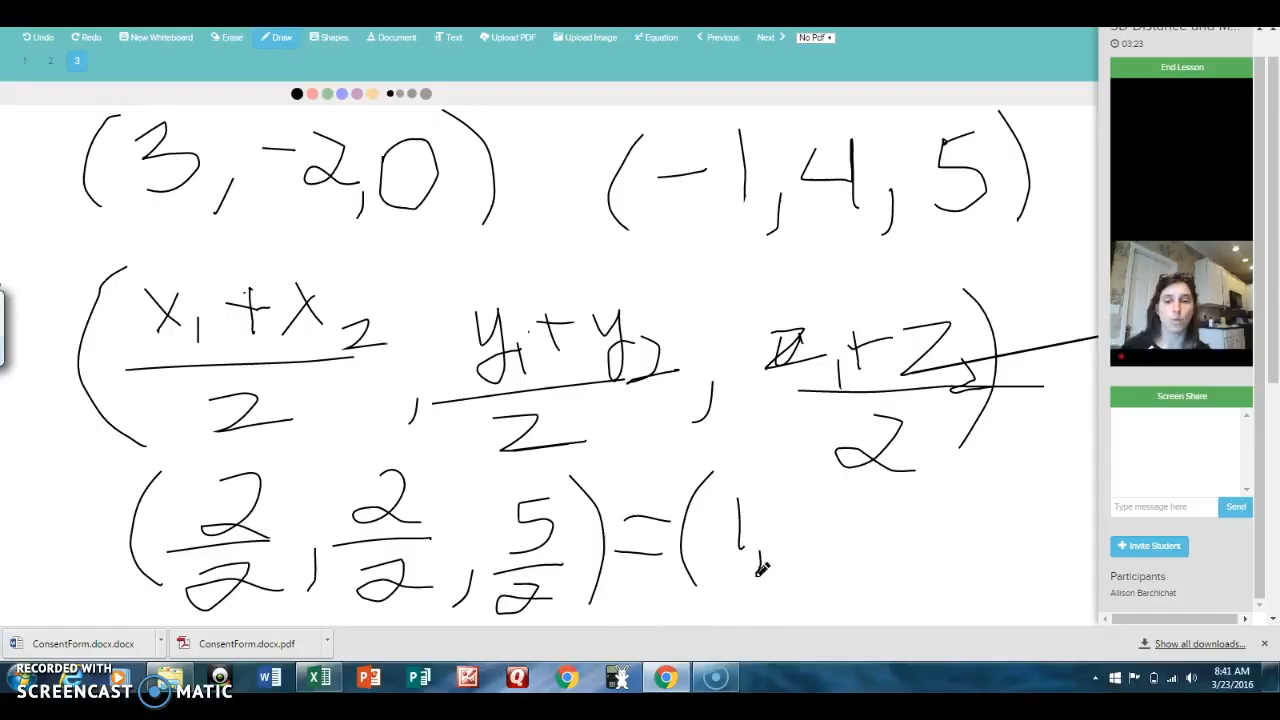 Undo Redo New Whiteboard Erase Draw Shapes Document Text Upload PDF Upload Image x² Equation Previous Next No Pdf
03:23
End Lesson
1 2 3
(3, -2, 0) (-1, 4, 5)
(x₁ + x₂ / 2, y₁ + y₂ / 2, z₁ + z₂ / 2)
(2/2, 2/2, 5/2) = (1,
Screen Share
Type message here Send
+ Invite Student
Participants
Allison Barchichat
ConsentForm.docx.docx ConsentForm.docx.pdf Show all downloads...
RECORDED WITH
SCREENCAST MATIC
8:41 AM
3/23/2016